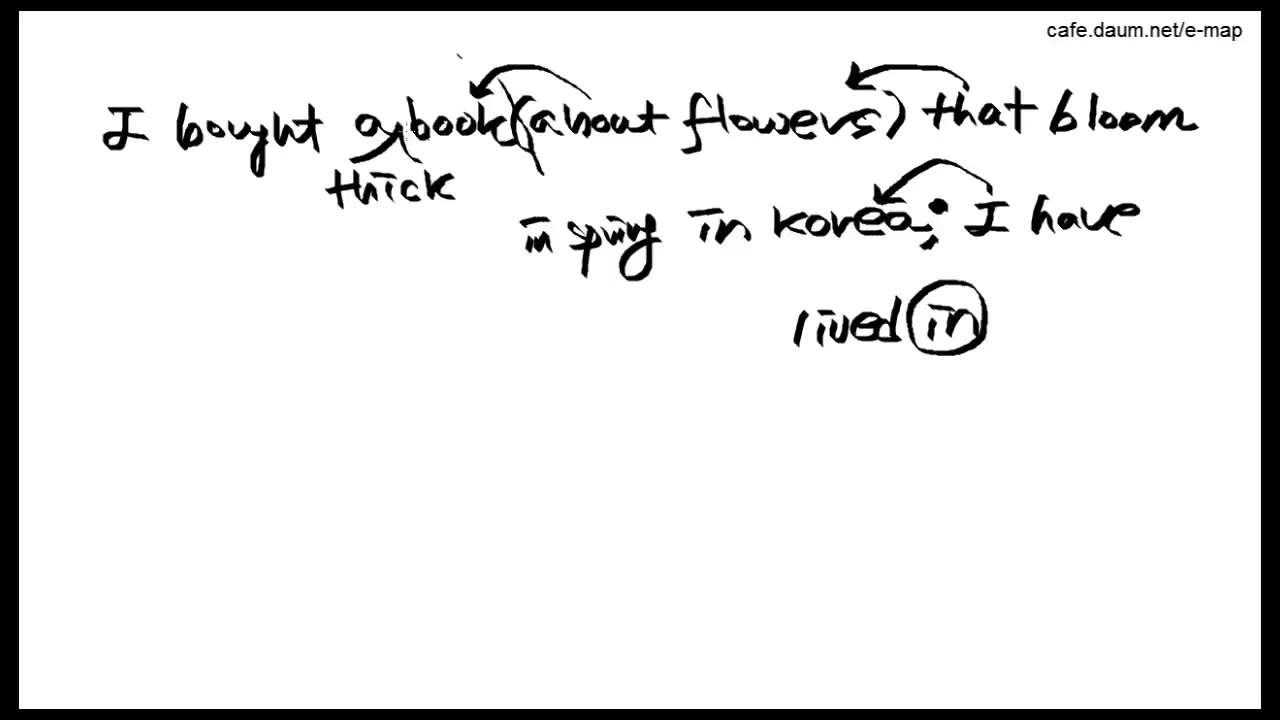 cafe.daum.net/e-map
I bought a book (about flowers) that bloom
thick
in spring in korea, I have
lived in